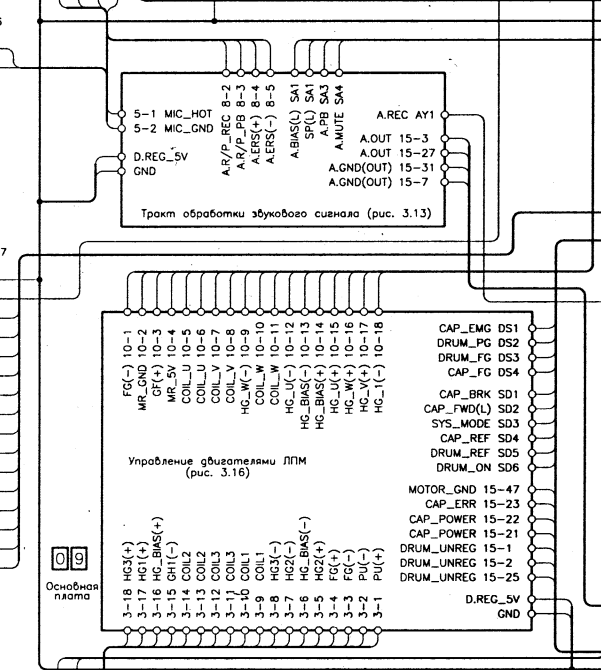 7
A.R/P_REC 8-2
A.R/P_PB 8-3
A.ERS(+) 8-4
A.ERS(-) 8-5
A.BIAS(L) SA1
SP(L) SA1
A.PB SA3
A.MUTE SA4
5-1 MIC_HOT
5-2 MIC_GND
D.REG_5V
GND
A.REC AY1
A.OUT 15-3
A.OUT 15-27
A.GND(OUT) 15-31
A.GND(OUT) 15-7
Тракт обработки звукового сигнала (рис. 3.13)
FG(-) 10-1
MR_GND 10-2
GF(+) 10-3
MR_5V 10-4
COIL_U 10-5
COIL_U 10-6
COIL_V 10-7
COIL_V 10-8
HG_W(-) 10-9
COIL_W 10-10
COIL_W 10-11
HG_U(-) 10-12
HG_BIAS(-) 10-13
HG_BIAS(+) 10-14
HG_U(+) 10-15
HG_W(+) 10-16
HG_V(+) 10-17
HG_1(-) 10-18
CAP_EMG DS1
DRUM_PG DS2
DRUM_FG DS3
CAP_FG DS4
CAP_BRK SD1
CAP_FWD(L) SD2
SYS_MODE SD3
CAP_REF SD4
DRUM_REF SD5
DRUM_ON SD6
MOTOR_GND 15-47
CAP_ERR 15-23
CAP_POWER 15-22
CAP_POWER 15-21
DRUM_UNREG 15-1
DRUM_UNREG 15-2
DRUM_UNREG 15-25
D.REG_5V
GND
Управление двигателями ЛПМ
(рис. 3.16)
09
Основная
плата
3-18 HG3(+)
3-17 HG1(+)
3-16 HG_BIAS(+)
3-15 GH1(-)
3-14 COIL2
3-13 COIL2
3-12 COIL3
3-11 COIL3
3-10 COIL1
3-9 COIL1
3-8 HG3(-)
3-7 HG2(-)
3-6 HG_BIAS(-)
3-5 HG2(+)
3-4 FG(+)
3-3 FG(-)
3-2 PU(-)
3-1 PU(+)